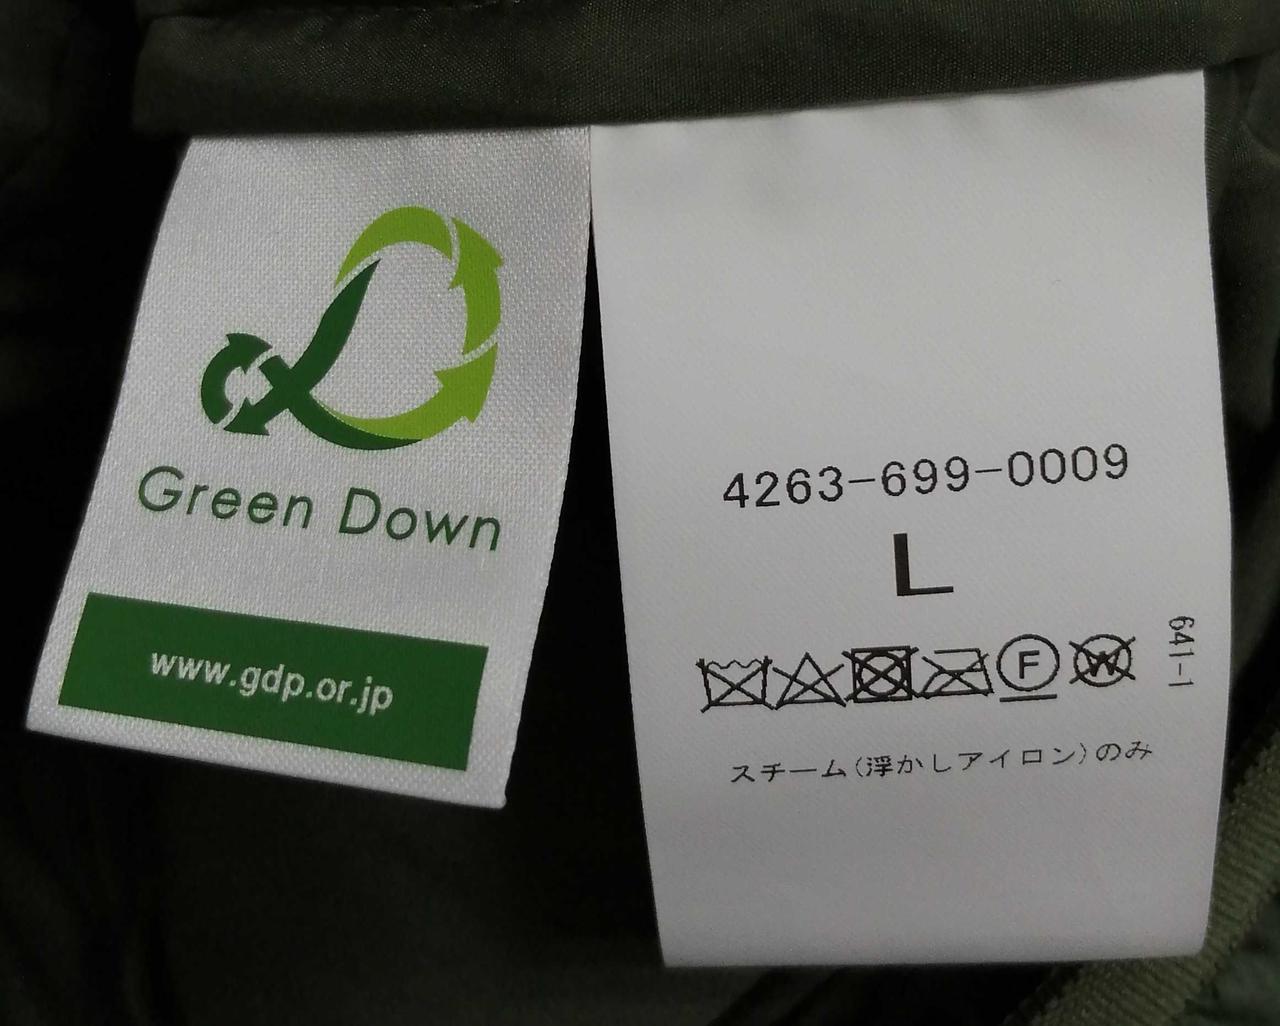 Green Down
www.gdp.or.jp
4263-699-0009
L
F
W
641-1
スチーム(浮かしアイロン)のみ